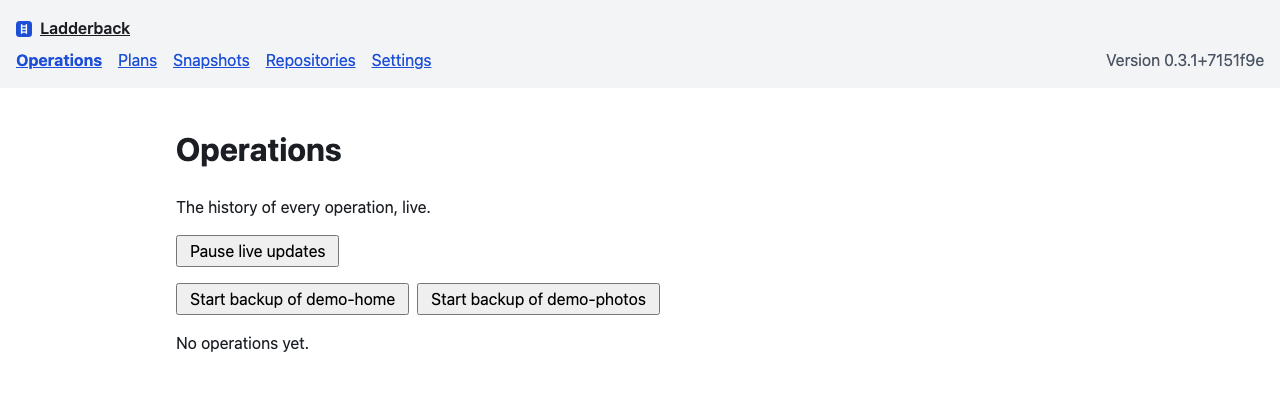 Ladderback
Operations Plans Snapshots Repositories Settings Version 0.3.1+7151f9e
Operations
The history of every operation, live.
Pause live updates
Start backup of demo-home Start backup of demo-photos
No operations yet.